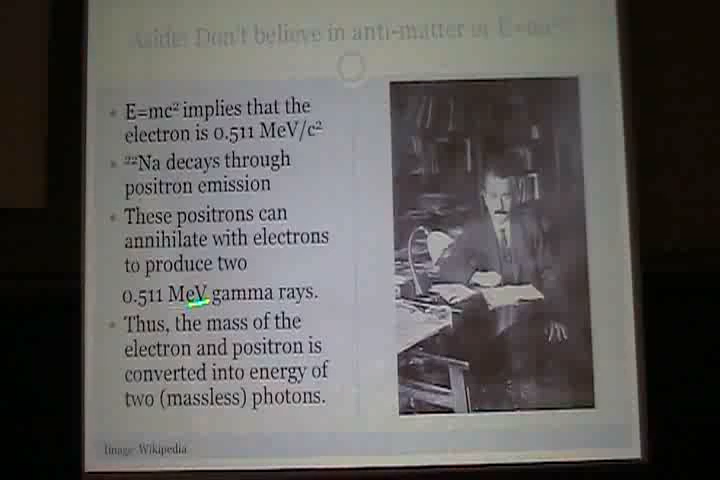 Aside: Don't believe in anti-matter or E=mc²
E=mc² implies that the
electron is 0.511 MeV/c²
²²Na decays through
positron emission
These positrons can
annihilate with electrons
to produce two
0.511 MeV gamma rays.
Thus, the mass of the
electron and positron is
converted into energy of
two (massless) photons.
Image: Wikipedia